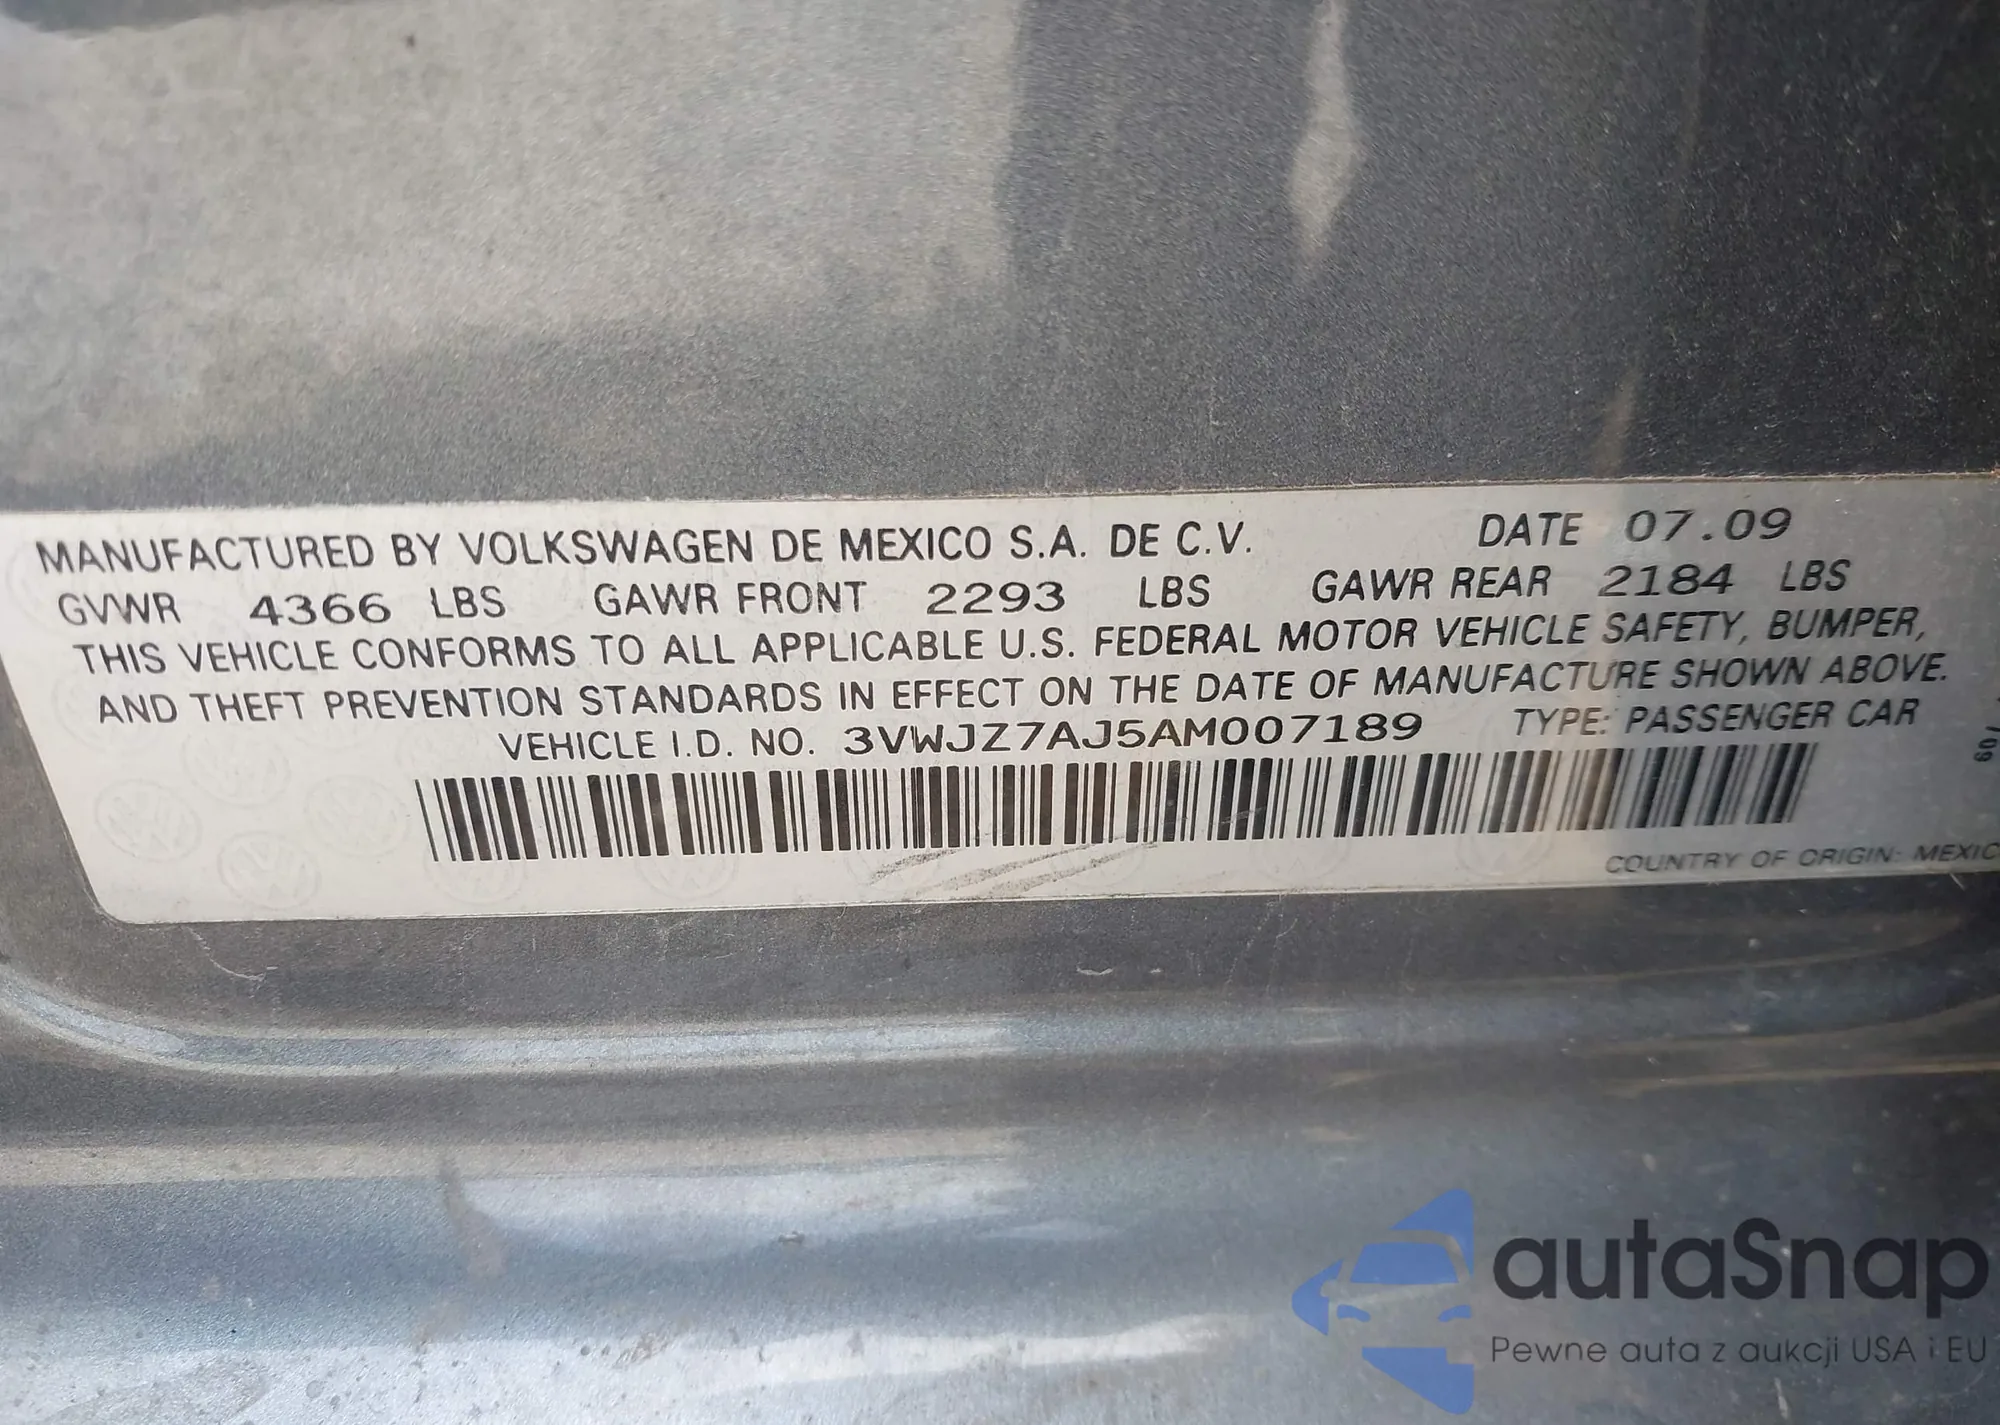 MANUFACTURED BY VOLKSWAGEN DE MEXICO S.A. DE C.V. DATE 07.09
GVWR 4366 LBS GAWR FRONT 2293 LBS GAWR REAR 2184 LBS
THIS VEHICLE CONFORMS TO ALL APPLICABLE U.S. FEDERAL MOTOR VEHICLE SAFETY, BUMPER,
AND THEFT PREVENTION STANDARDS IN EFFECT ON THE DATE OF MANUFACTURE SHOWN ABOVE.
VEHICLE I.D. NO. 3VWJZ7AJ5AM007189 TYPE: PASSENGER CAR
COUNTRY OF ORIGIN: MEXIC
autaSnap
Pewne auta z aukcji USA i EU